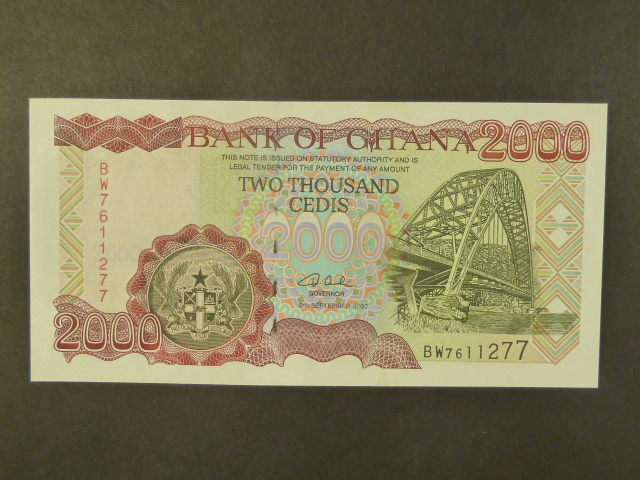 BANK OF GHANA 2000
THIS NOTE IS ISSUED ON STATUTORY AUTHORITY AND IS
LEGAL TENDER FOR THE PAYMENT OF ANY AMOUNT
TWO THOUSAND
CEDIS
BW7611277
2000
GOVERNOR
SEPTEMBER 2002
2000
BW7611277